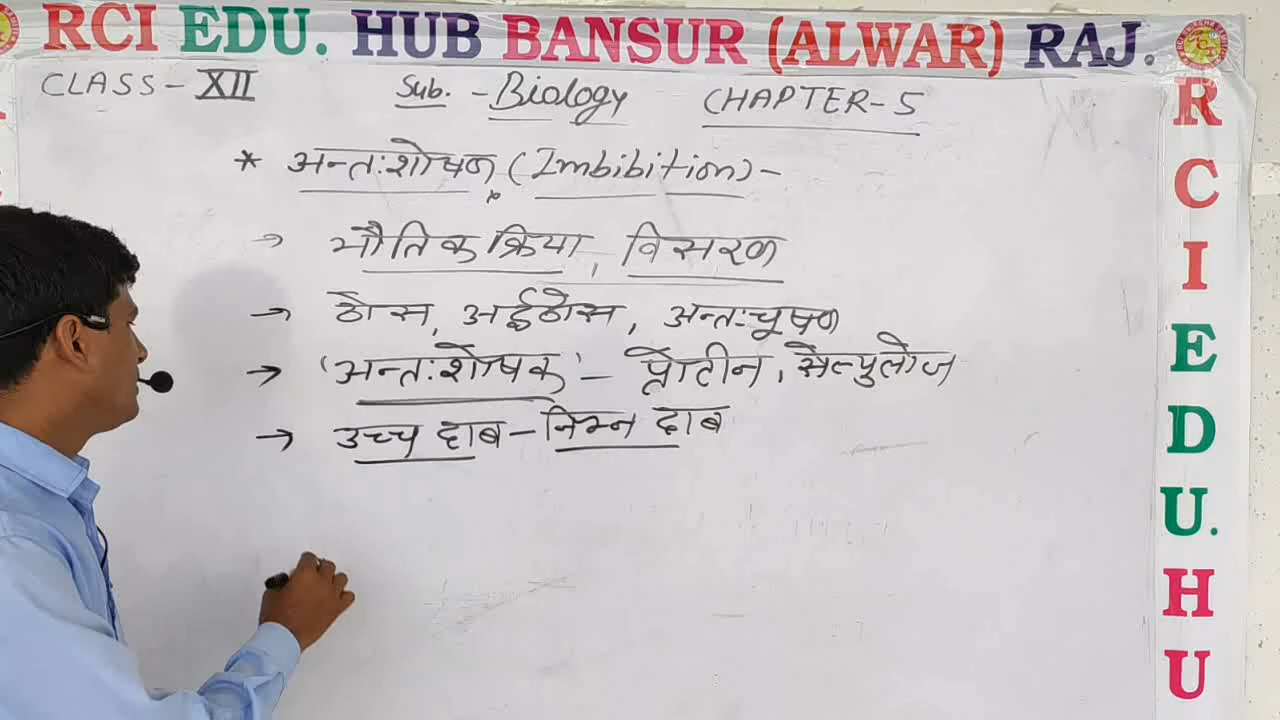 RCI EDU. HUB BANSUR (ALWAR) RAJ.
CLASS-XII Sub. - Biology CHAPTER-5
* अन्तःशोषण (Imbibition) -
→ भौतिक क्रिया, विसरण
→ ठोस, अर्द्धठोस, अन्तःचूषण
→ 'अन्तःशोषक' - प्रोटीन, सैल्युलोज
→ उच्च दाब - निम्न दाब
R
C
I
E
D
U.
H
U